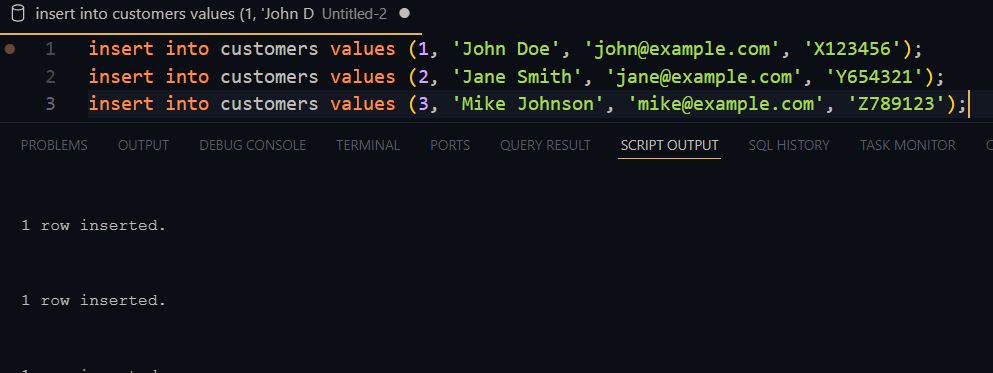 insert into customers values (1, 'John D Untitled-2
1 insert into customers values (1, 'John Doe', 'john@example.com', 'X123456');
2 insert into customers values (2, 'Jane Smith', 'jane@example.com', 'Y654321');
3 insert into customers values (3, 'Mike Johnson', 'mike@example.com', 'Z789123');
PROBLEMS OUTPUT DEBUG CONSOLE TERMINAL PORTS QUERY RESULT SCRIPT OUTPUT SQL HISTORY TASK MONITOR
1 row inserted.
1 row inserted.